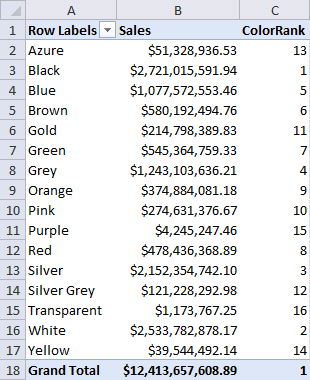 A B C
1 Row Labels Sales ColorRank
2 Azure $51,328,936.53 13
3 Black $2,721,015,591.94 1
4 Blue $1,077,572,553.46 5
5 Brown $580,192,494.76 6
6 Gold $214,798,389.83 11
7 Green $545,364,759.33 7
8 Grey $1,243,103,636.21 4
9 Orange $374,884,081.18 9
10 Pink $274,631,376.67 10
11 Purple $4,245,247.46 15
12 Red $478,436,368.89 8
13 Silver $2,152,354,742.10 3
14 Silver Grey $121,228,292.98 12
15 Transparent $1,173,767.25 16
16 White $2,533,782,878.17 2
17 Yellow $39,544,492.14 14
18 Grand Total $12,413,657,608.89 1